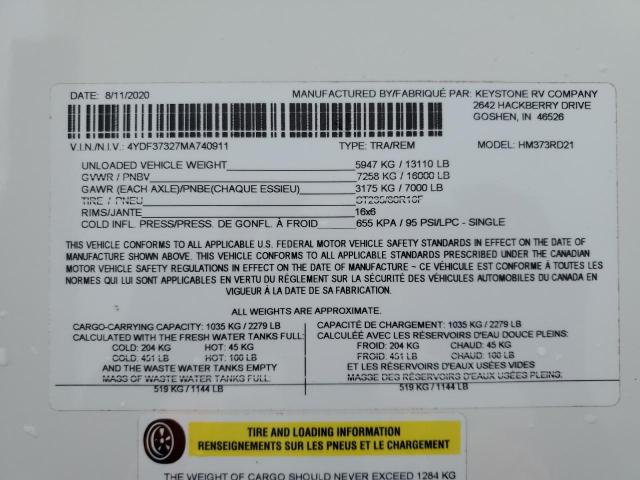 DATE: 8/11/2020 MANUFACTURED BY/FABRIQUÉ PAR: KEYSTONE RV COMPANY
2642 HACKBERRY DRIVE
GOSHEN, IN 46526
V.I.N./N.I.V.: 4YDF37327MA740911 TYPE: TRA/REM MODEL: HM373RD21
UNLOADED VEHICLE WEIGHT 5947 KG / 13110 LB
GVWR / PNBV 7258 KG / 16000 LB
GAWR (EACH AXLE)/PNBE(CHAQUE ESSIEU) 3175 KG / 7000 LB
TIRE / PNEU ST235/80R16F
RIMS/JANTE 16x6
COLD INFL. PRESS/PRESS. DE GONFL. À FROID 655 KPA / 95 PSI/LPC - SINGLE
THIS VEHICLE CONFORMS TO ALL APPLICABLE U.S. FEDERAL MOTOR VEHICLE SAFETY STANDARDS IN EFFECT ON THE DATE OF
MANUFACTURE SHOWN ABOVE. THIS VEHICLE CONFORMS TO ALL APPLICABLE STANDARDS PRESCRIBED UNDER THE CANADIAN
MOTOR VEHICLE SAFETY REGULATIONS IN EFFECT ON THE DATE OF MANUFACTURE - CE VÉHICULE EST CONFORME À TOUTES LES
NORMES QUI LUI SONT APPLICABLES EN VERTU DU RÉGLEMENT SUR LA SÉCURITÉ DES VÉHICULES AUTOMOBILES DU CANADA EN
VIGUEUR À LA DATE DE SA FABRICATION.
ALL WEIGHTS ARE APPROXIMATE.
CARGO-CARRYING CAPACITY: 1035 KG / 2279 LB
CALCULATED WITH THE FRESH WATER TANKS FULL:
COLD: 204 KG HOT: 45 KG
COLD: 451 LB HOT: 100 LB
AND THE WASTE WATER TANKS EMPTY
MASS OF WASTE WATER TANKS FULL:
519 KG / 1144 LB
CAPACITÉ DE CHARGEMENT: 1035 KG / 2279 LB
CALCULÉE AVEC LES RÉSERVOIRS D'EAU DOUCE PLEINS:
FROID: 204 KG CHAUD: 45 KG
FROID: 451 LB CHAUD: 100 LB
ET LES RÉSERVOIRS D'EAUX USÉES VIDES
MASSE DES RÉSERVOIRS D'EAUX USÉES PLEINS:
519 KG / 1144 LB
TIRE AND LOADING INFORMATION
RENSEIGNEMENTS SUR LES PNEUS ET LE CHARGEMENT
THE WEIGHT OF CARGO SHOULD NEVER EXCEED 1284 KG